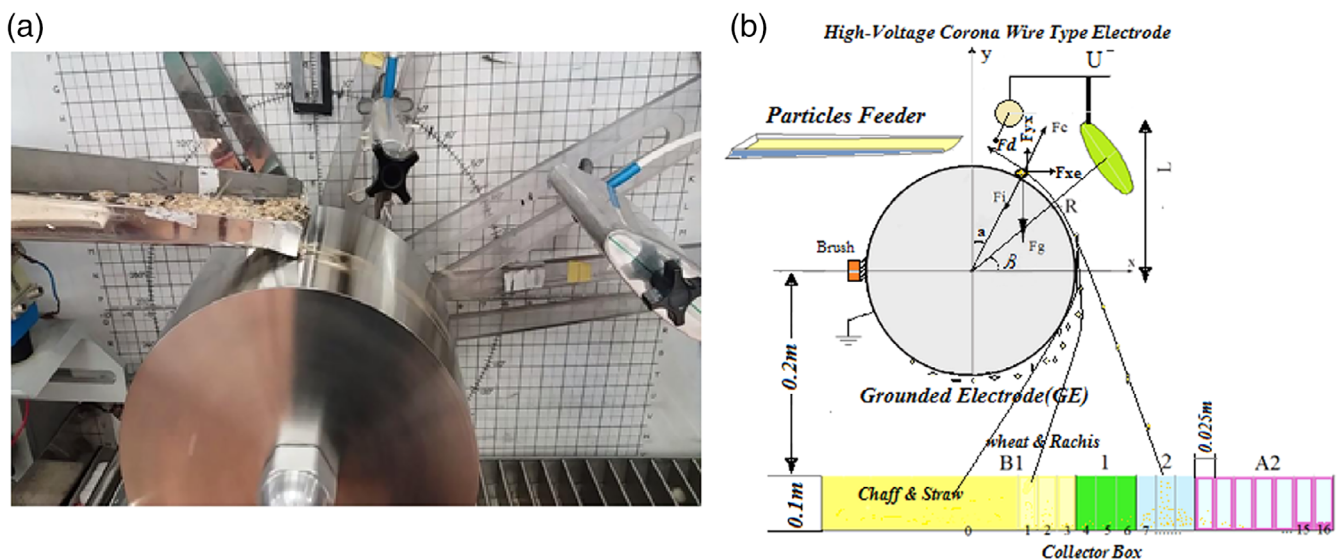 (a)
(b)
High-Voltage Corona Wire Type Electrode
y
U⁻
Particles Feeder
Fd
Fyx
Fc
Fxe
L
Fi
R
a
Fg
Brush
β
x
0.2m
Grounded Electrode(GE)
wheat & Rachis
0.025m
B1
1
2
A2
Chaff & Straw
0.1m
0
1
2
3
4
5
6
7
........
...
15
16
Collector Box